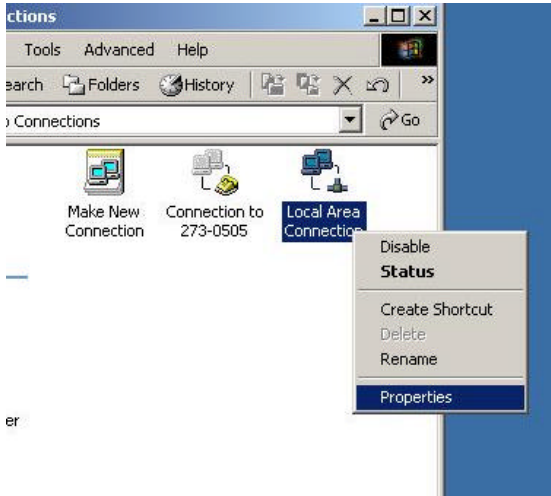 ctions
Tools Advanced Help
earch Folders History »
Connections Go
Make New Connection
Connection to 273-0505
Local Area Connection
Disable
Status
Create Shortcut
Delete
Rename
Properties
er